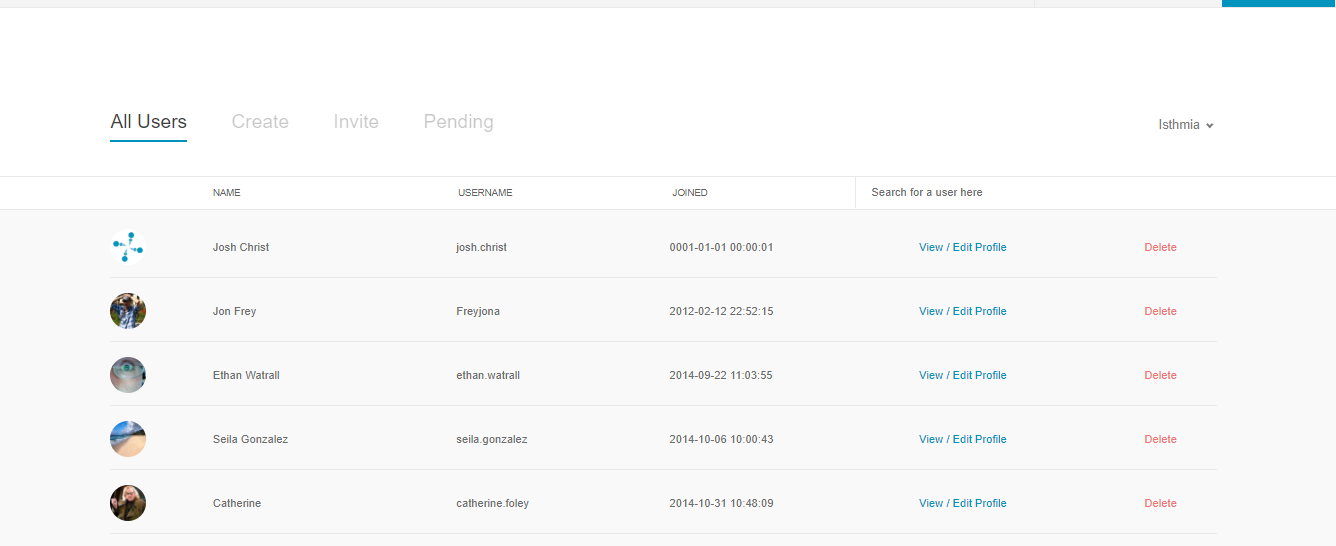 All Users Create Invite Pending Isthmia
NAME USERNAME JOINED Search for a user here
Josh Christ josh.christ 0001-01-01 00:00:01 View / Edit Profile Delete
Jon Frey Freyjona 2012-02-12 22:52:15 View / Edit Profile Delete
Ethan Watrall ethan.watrall 2014-09-22 11:03:55 View / Edit Profile Delete
Seila Gonzalez seila.gonzalez 2014-10-06 10:00:43 View / Edit Profile Delete
Catherine catherine.foley 2014-10-31 10:48:09 View / Edit Profile Delete